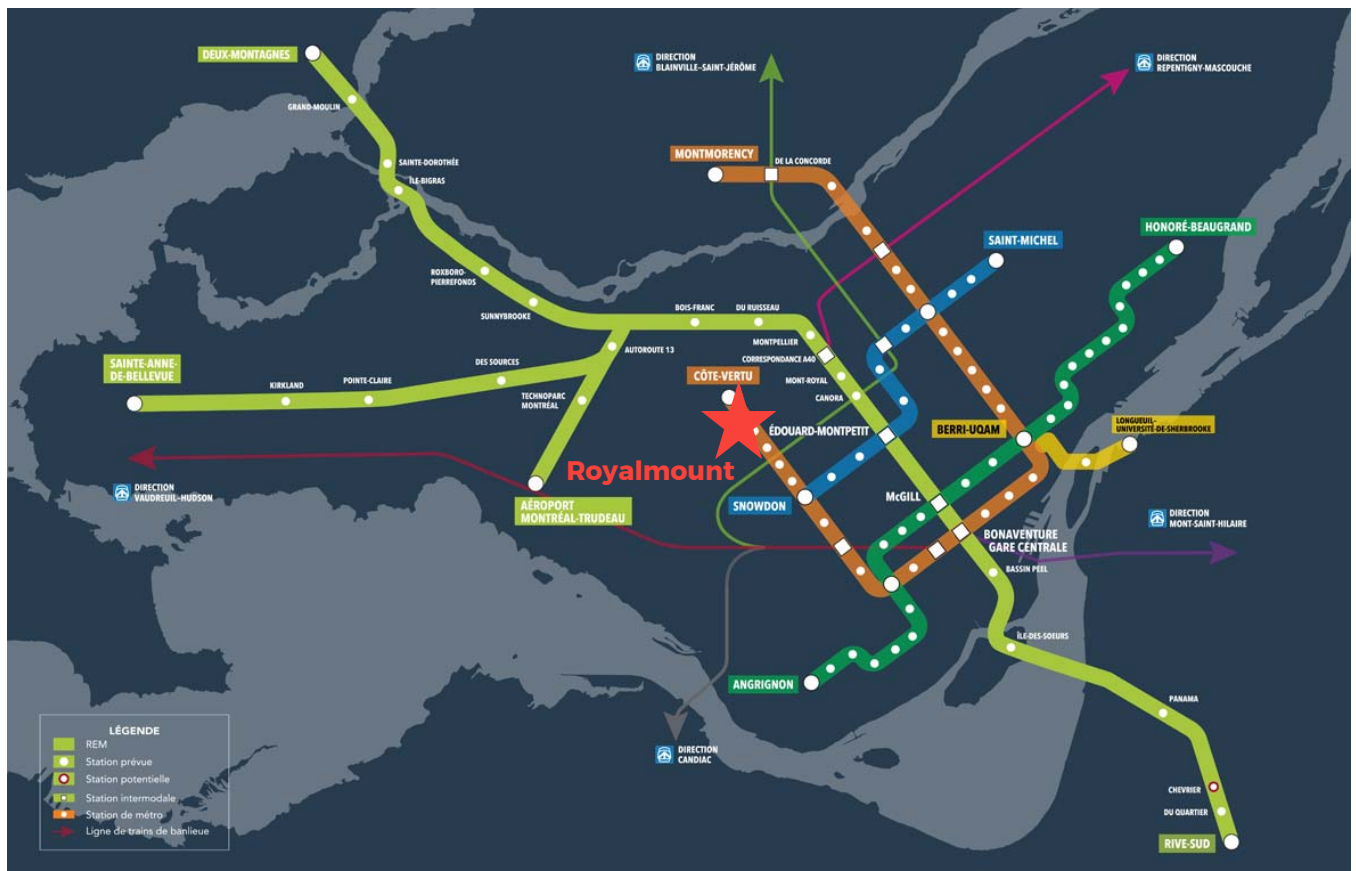 DEUX-MONTAGNES
GRAND-MOULIN
SAINTE-DOROTHÉE
ÎLE-BIGRAS
ROXBORO-
PIERREFONDS
SUNNYBROOKE
DIRECTION
BLAINVILLE–SAINT-JÉRÔME
DIRECTION
REPENTIGNY-MASCOUCHE
MONTMORENCY
DE LA CONCORDE
SAINT-MICHEL
HONORÉ-BEAUGRAND
BOIS-FRANC
DU RUISSEAU
MONTPELLIER
CORRESPONDANCE A40
MONT-ROYAL
CANORA
AUTOROUTE 13
SAINTE-ANNE-
DE-BELLEVUE
KIRKLAND
POINTE-CLAIRE
DES SOURCES
TECHNOPARC
MONTRÉAL
CÔTE-VERTU
ÉDOUARD-MONTPETIT
BERRI-UQAM
LONGUEUIL–
UNIVERSITÉ-DE-SHERBROOKE
Royalmount
DIRECTION
VAUDREUIL–HUDSON
AÉROPORT
MONTRÉAL-TRUDEAU
SNOWDON
McGILL
BONAVENTURE
GARE CENTRALE
DIRECTION
MONT-SAINT-HILAIRE
BASSIN PEEL
ÎLE-DES-SOEURS
ANGRIGNON
PANAMA
DIRECTION
CANDIAC
CHEVRIER
DU QUARTIER
RIVE-SUD
LÉGENDE
REM
Station prévue
Station potentielle
Station intermodale
Station de métro
Ligne de trains de banlieue